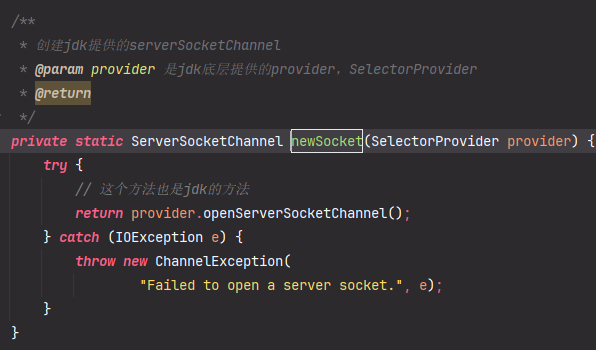 /**
 * 创建jdk提供的serverSocketChannel
 * @param provider 是jdk底层提供的provider，SelectorProvider
 * @return
 */
private static ServerSocketChannel newSocket(SelectorProvider provider) {
    try {
        // 这个方法也是jdk的方法
        return provider.openServerSocketChannel();
    } catch (IOException e) {
        throw new ChannelException(
                "Failed to open a server socket.", e);
    }
}